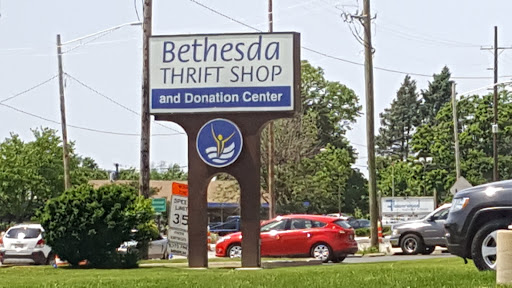 Bethesda
THRIFT SHOP
and Donation Center
SPEED
LIMIT
35